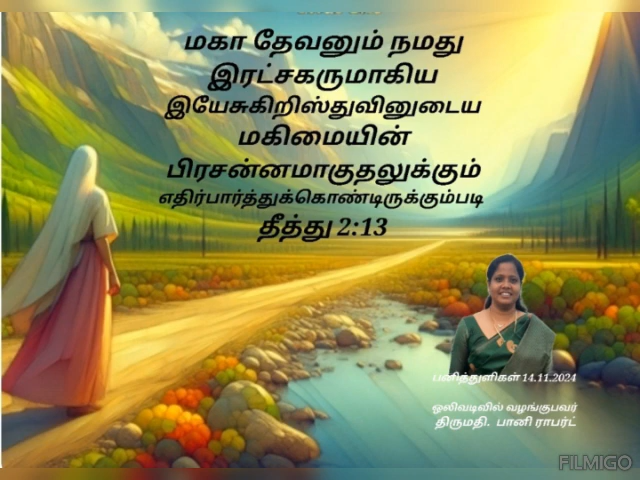 மகா தேவனும் நமது
இரட்சகருமாகிய
இயேசுகிறிஸ்துவினுடைய
மகிமையின்
பிரசன்னமாகுதலுக்கும்
எதிர்பார்த்துக்கொண்டிருக்கும்படி
தீத்து 2:13
பனித்துளிகள் 14.11.2024
ஒலிவடிவில் வழங்குபவர்
திருமதி. பானி ராபர்ட்
FILMIGO